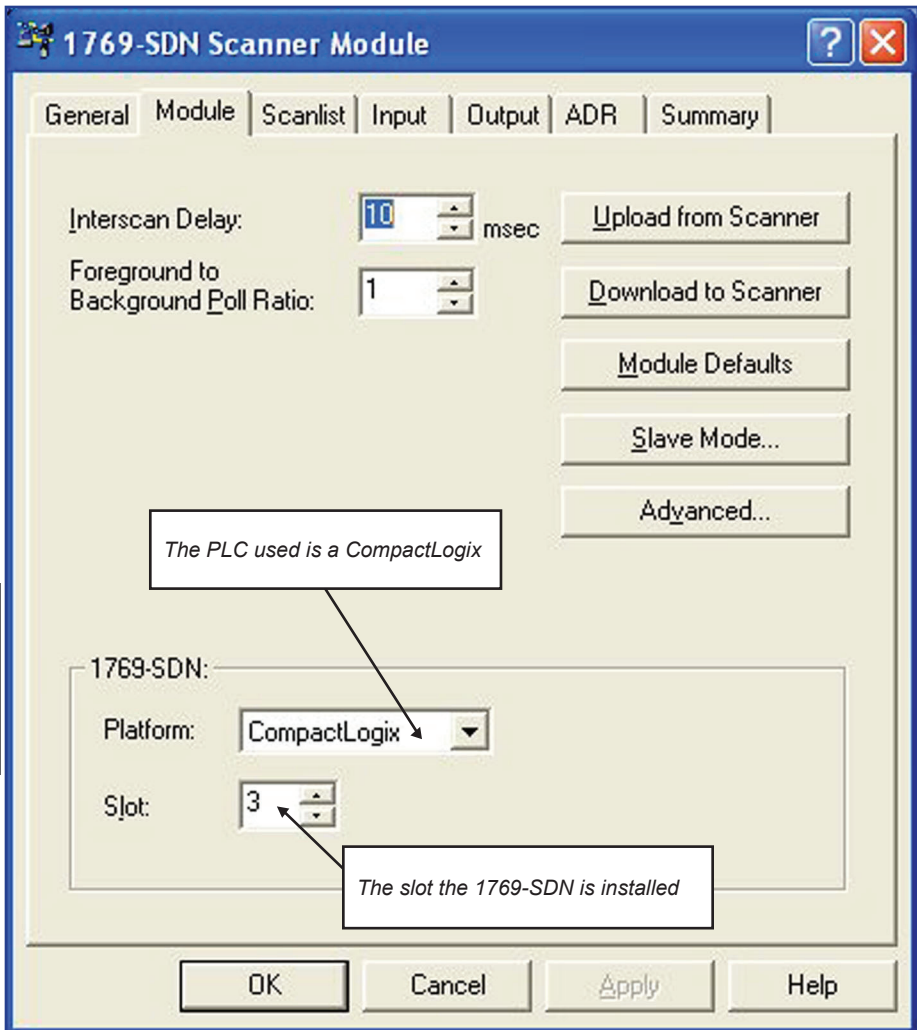 1769-SDN Scanner Module
General Module Scanlist Input Output ADR Summary
Interscan Delay: 10 msec Upload from Scanner
Foreground to
Background Poll Ratio: 1 Download to Scanner
Module Defaults
Slave Mode...
Advanced...
The PLC used is a CompactLogix
1769-SDN:
Platform: CompactLogix
Slot: 3
The slot the 1769-SDN is installed
OK Cancel Apply Help